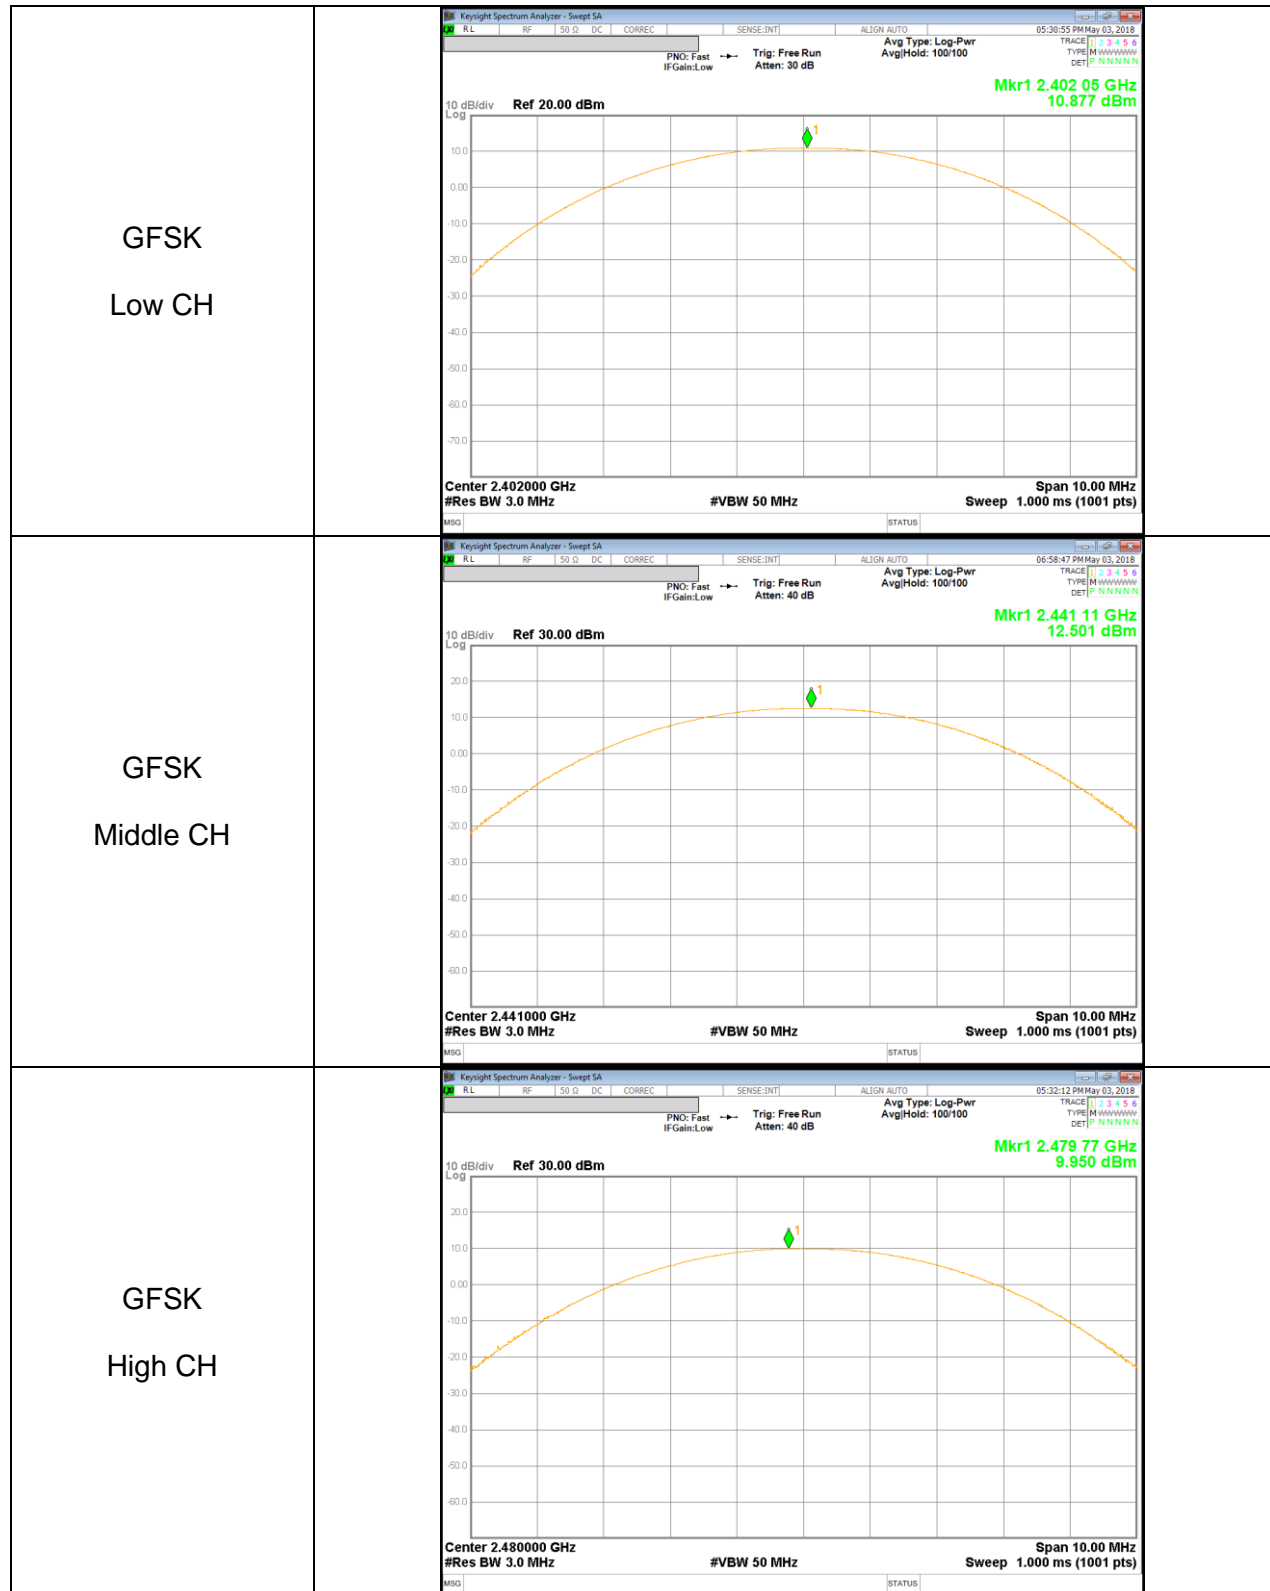 GFSK
Low CH
Keysight Spectrum Analyzer - Swept SA
RL RF 50 Ω DC CORREC SENSE:INT ALIGN AUTO 05:30:55 PM May 03, 2018
Avg Type: Log-Pwr TRACE 1 2 3 4 5 6
PNO: Fast Trig: Free Run Avg|Hold: 100/100 TYPE M WWWWW
IFGain:Low Atten: 30 dB DET P N N N N N
Mkr1 2.402 05 GHz
10 dB/div Ref 20.00 dBm 10.877 dBm
Log
1
10.0
0.00
-10.0
-20.0
-30.0
-40.0
-50.0
-60.0
-70.0
Center 2.402000 GHz Span 10.00 MHz
#Res BW 3.0 MHz #VBW 50 MHz Sweep 1.000 ms (1001 pts)
MSG STATUS
GFSK
Middle CH
Keysight Spectrum Analyzer - Swept SA
RL RF 50 Ω DC CORREC SENSE:INT ALIGN AUTO 06:58:47 PM May 03, 2018
Avg Type: Log-Pwr TRACE 1 2 3 4 5 6
PNO: Fast Trig: Free Run Avg|Hold: 100/100 TYPE M WWWWW
IFGain:Low Atten: 40 dB DET P N N N N N
Mkr1 2.441 11 GHz
10 dB/div Ref 30.00 dBm 12.501 dBm
Log
1
20.0
10.0
0.00
-10.0
-20.0
-30.0
-40.0
-50.0
-60.0
Center 2.441000 GHz Span 10.00 MHz
#Res BW 3.0 MHz #VBW 50 MHz Sweep 1.000 ms (1001 pts)
MSG STATUS
GFSK
High CH
Keysight Spectrum Analyzer - Swept SA
RL RF 50 Ω DC CORREC SENSE:INT ALIGN AUTO 05:32:12 PM May 03, 2018
Avg Type: Log-Pwr TRACE 1 2 3 4 5 6
PNO: Fast Trig: Free Run Avg|Hold: 100/100 TYPE M WWWWW
IFGain:Low Atten: 40 dB DET P N N N N N
Mkr1 2.479 77 GHz
10 dB/div Ref 30.00 dBm 9.950 dBm
Log
1
20.0
10.0
0.00
-10.0
-20.0
-30.0
-40.0
-50.0
-60.0
Center 2.480000 GHz Span 10.00 MHz
#Res BW 3.0 MHz #VBW 50 MHz Sweep 1.000 ms (1001 pts)
MSG STATUS